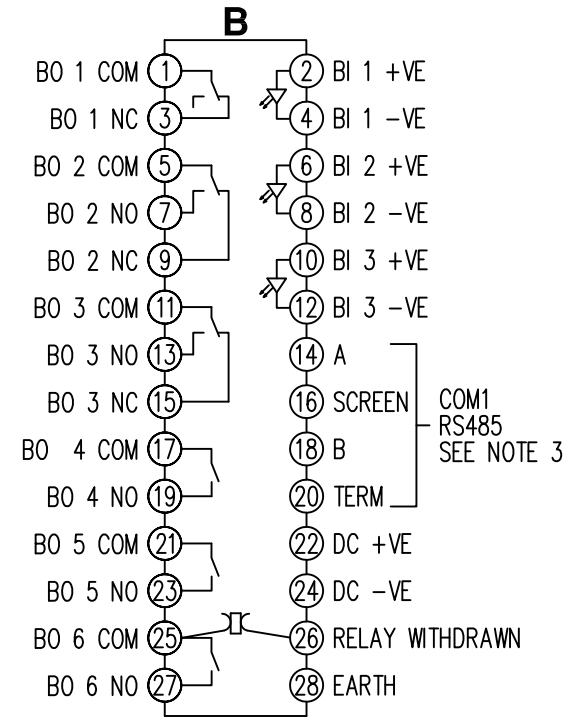 B
BO 1 COM 1 2 BI 1 +VE
BO 1 NC 3 4 BI 1 -VE
BO 2 COM 5 6 BI 2 +VE
BO 2 NO 7 8 BI 2 -VE
BO 2 NC 9 10 BI 3 +VE
BO 3 COM 11 12 BI 3 -VE
BO 3 NO 13 14 A
BO 3 NC 15 16 SCREEN
BO 4 COM 17 18 B
BO 4 NO 19 20 TERM
COM1
RS485
SEE NOTE 3
BO 5 COM 21 22 DC +VE
BO 5 NO 23 24 DC -VE
BO 6 COM 25 26 RELAY WITHDRAWN
BO 6 NO 27 28 EARTH